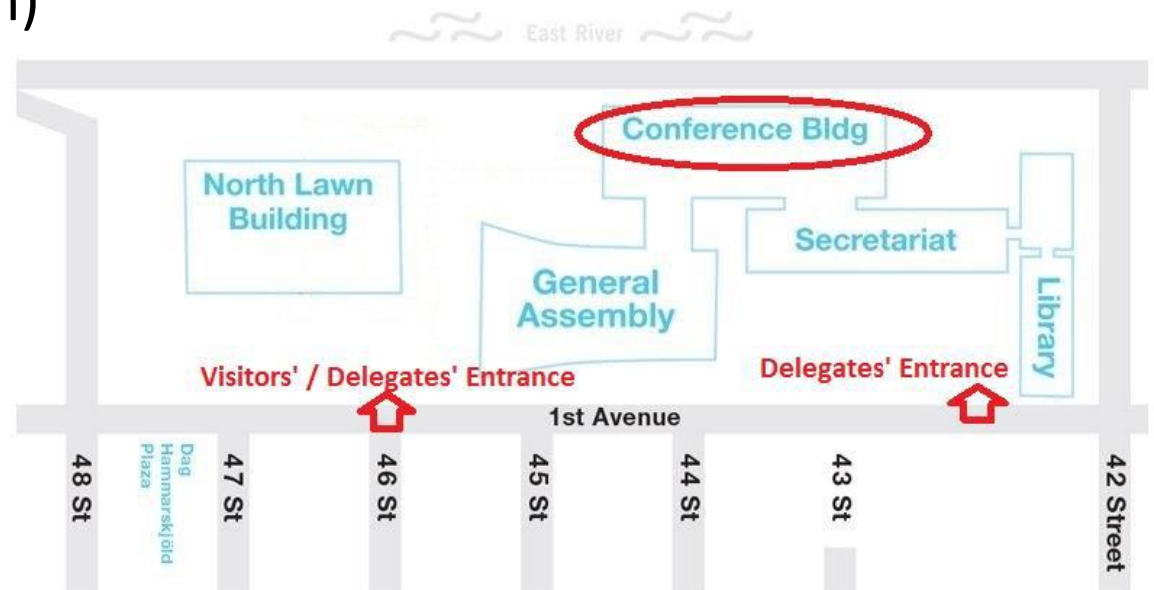 East River
Conference Bldg
North Lawn
Building
Secretariat
General
Assembly
Library
Visitors' / Delegates' Entrance
Delegates' Entrance
1st Avenue
48 St
Dag
Hammarskjöld
Plaza
47 St
46 St
45 St
44 St
43 St
42 Street